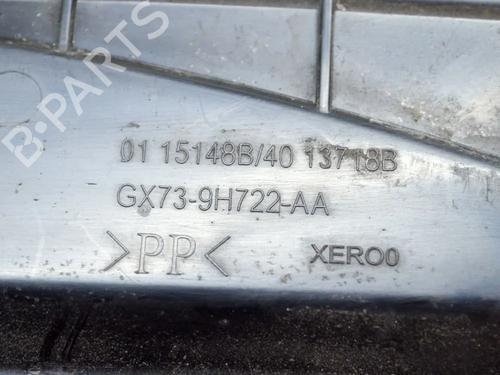 B-PARTS
01 15148B/40 13718B
GX73-9H722-AA
>PP<
XERO0